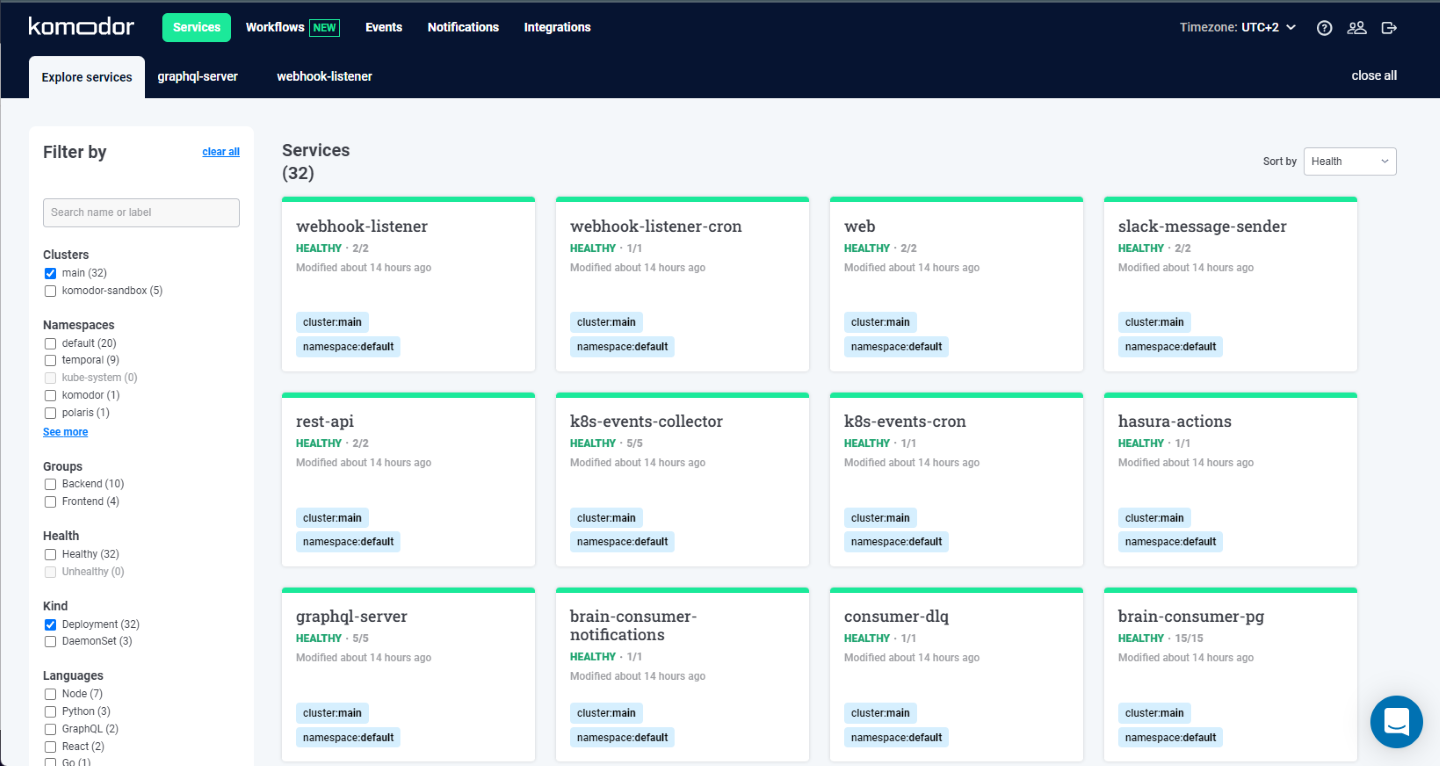 komodor
Services
Workflows NEW
Events
Notifications
Integrations
Timezone: UTC+2
Explore services
graphql-server
webhook-listener
close all
Filter by
clear all
Search name or label
Clusters
main (32)
komodor-sandbox (5)
Namespaces
default (20)
temporal (9)
kube-system (0)
komodor (1)
polaris (1)
See more
Groups
Backend (10)
Frontend (4)
Health
Healthy (32)
Unhealthy (0)
Kind
Deployment (32)
DaemonSet (3)
Languages
Node (7)
Python (3)
GraphQL (2)
React (2)
Go (1)
Services
(32)
Sort by
Health
webhook-listener
HEALTHY · 2/2
Modified about 14 hours ago
cluster:main
namespace:default
webhook-listener-cron
HEALTHY · 1/1
Modified about 14 hours ago
cluster:main
namespace:default
web
HEALTHY · 2/2
Modified about 14 hours ago
cluster:main
namespace:default
slack-message-sender
HEALTHY · 2/2
Modified about 14 hours ago
cluster:main
namespace:default
rest-api
HEALTHY · 2/2
Modified about 14 hours ago
cluster:main
namespace:default
k8s-events-collector
HEALTHY · 5/5
Modified about 14 hours ago
cluster:main
namespace:default
k8s-events-cron
HEALTHY · 1/1
Modified about 14 hours ago
cluster:main
namespace:default
hasura-actions
HEALTHY · 1/1
Modified about 14 hours ago
cluster:main
namespace:default
graphql-server
HEALTHY · 5/5
Modified about 14 hours ago
cluster:main
namespace:default
brain-consumer-
notifications
HEALTHY · 1/1
Modified about 14 hours ago
cluster:main
namespace:default
consumer-dlq
HEALTHY · 1/1
Modified about 14 hours ago
cluster:main
namespace:default
brain-consumer-pg
HEALTHY · 15/15
Modified about 14 hours ago
cluster:main
namespace:default